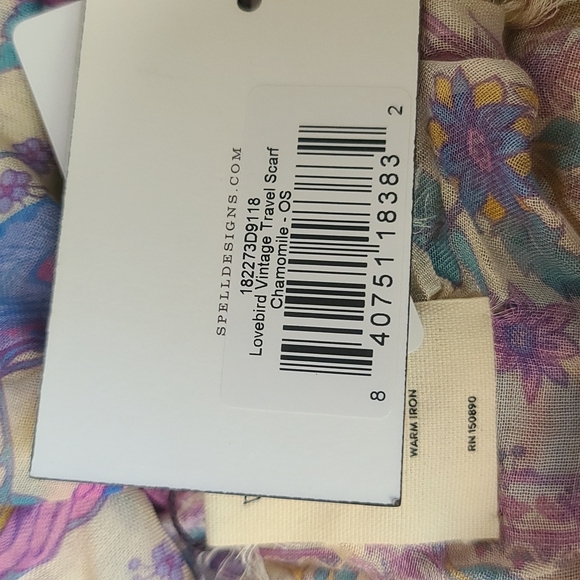 SPELLDESIGNS.COM
182273D9118
Lovebird Vintage Travel Scarf
Chamomile - OS
8 40751 18383 2
WARM IRON
RN 150890